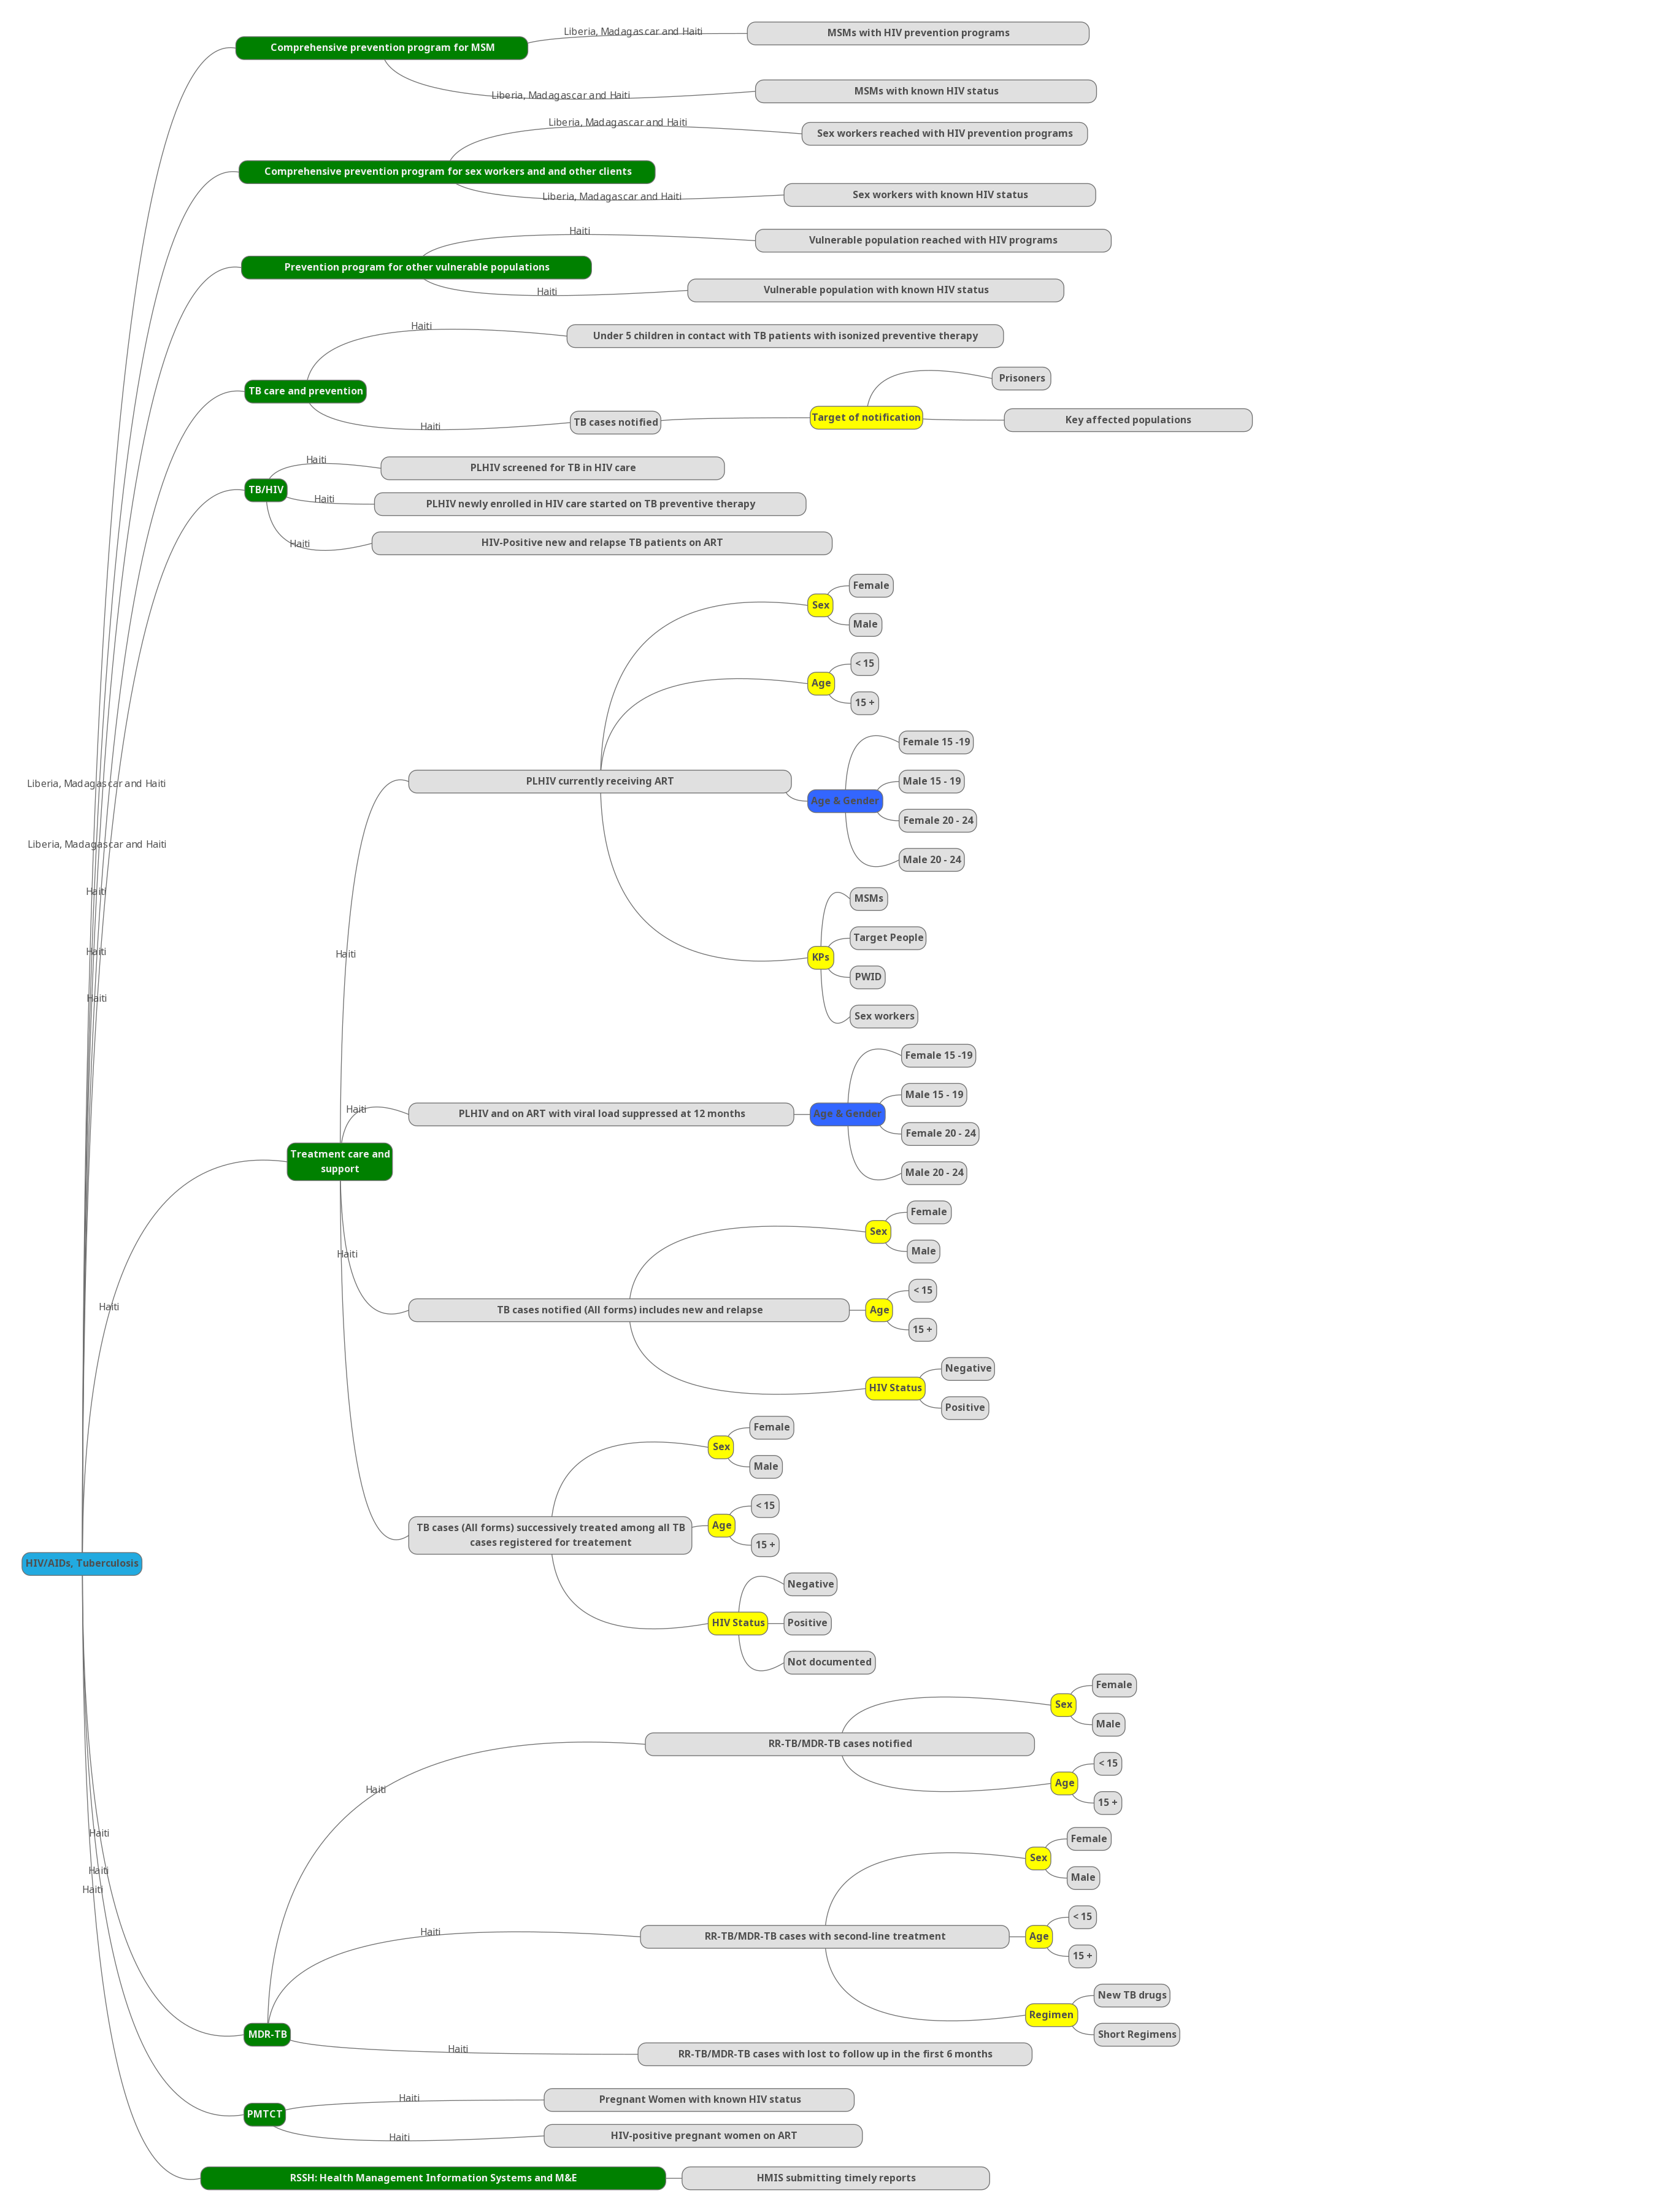 Comprehensive prevention program for MSM
Liberia, Madagascar and Haiti
MSMs with HIV prevention programs
Liberia, Madagascar and Haiti
MSMs with known HIV status
Comprehensive prevention program for sex workers and and other clients
Liberia, Madagascar and Haiti
Sex workers reached with HIV prevention programs
Liberia, Madagascar and Haiti
Sex workers with known HIV status
Prevention program for other vulnerable populations
Haiti
Vulnerable population reached with HIV programs
Haiti
Vulnerable population with known HIV status
TB care and prevention
Haiti
Under 5 children in contact with TB patients with isonized preventive therapy
Haiti
TB cases notified
Target of notification
Prisoners
Key affected populations
TB/HIV
Haiti
PLHIV screened for TB in HIV care
Haiti
PLHIV newly enrolled in HIV care started on TB preventive therapy
Haiti
HIV-Positive new and relapse TB patients on ART
Liberia, Madagascar and Haiti
Liberia, Madagascar and Haiti
Haiti
Haiti
Haiti
Haiti
Treatment care and
support
Haiti
PLHIV currently receiving ART
Sex
Female
Male
Age
< 15
15 +
Age & Gender
Female 15 -19
Male 15 - 19
Female 20 - 24
Male 20 - 24
KPs
MSMs
Target People
PWID
Sex workers
Haiti
PLHIV and on ART with viral load suppressed at 12 months
Age & Gender
Female 15 -19
Male 15 - 19
Female 20 - 24
Male 20 - 24
Haiti
TB cases notified (All forms) includes new and relapse
Sex
Female
Male
Age
< 15
15 +
HIV Status
Negative
Positive
TB cases (All forms) successively treated among all TB
cases registered for treatement
Sex
Female
Male
Age
< 15
15 +
HIV Status
Negative
Positive
Not documented
HIV/AIDs, Tuberculosis
Haiti
Haiti
Haiti
MDR-TB
Haiti
RR-TB/MDR-TB cases notified
Sex
Female
Male
Age
< 15
15 +
Haiti
RR-TB/MDR-TB cases with second-line treatment
Sex
Female
Male
Age
< 15
15 +
Regimen
New TB drugs
Short Regimens
Haiti
RR-TB/MDR-TB cases with lost to follow up in the first 6 months
PMTCT
Haiti
Pregnant Women with known HIV status
Haiti
HIV-positive pregnant women on ART
RSSH: Health Management Information Systems and M&E
HMIS submitting timely reports